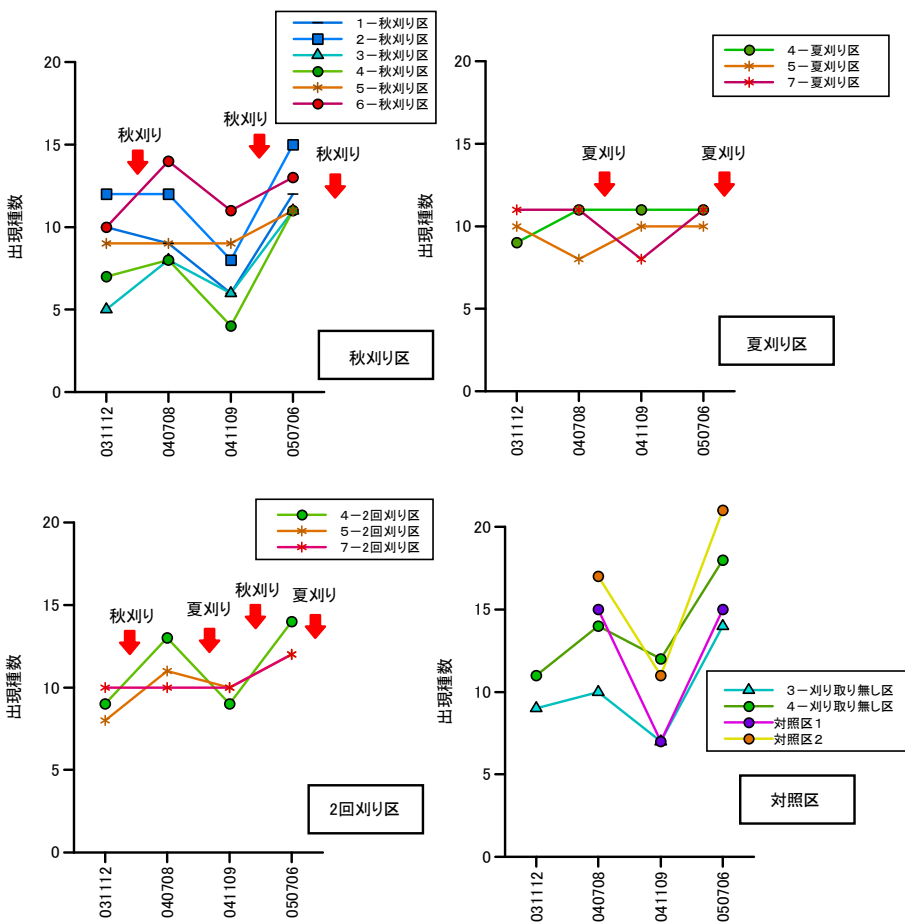 1－秋刈り区
2－秋刈り区
3－秋刈り区
4－秋刈り区
5－秋刈り区
6－秋刈り区
20
15
10
5
0
出現種数
秋刈り
秋刈り
秋刈り
秋刈り区
031112
040708
041109
050706
4－夏刈り区
5－夏刈り区
7－夏刈り区
20
15
10
5
0
出現種数
夏刈り
夏刈り
夏刈り区
031112
040708
041109
050706
4－2回刈り区
5－2回刈り区
7－2回刈り区
20
15
10
5
0
出現種数
秋刈り
夏刈り
秋刈り
夏刈り
2回刈り区
031112
040708
041109
050706
20
15
10
5
0
出現種数
3－刈り取り無し区
4－刈り取り無し区
対照区1
対照区2
対照区
031112
040708
041109
050706